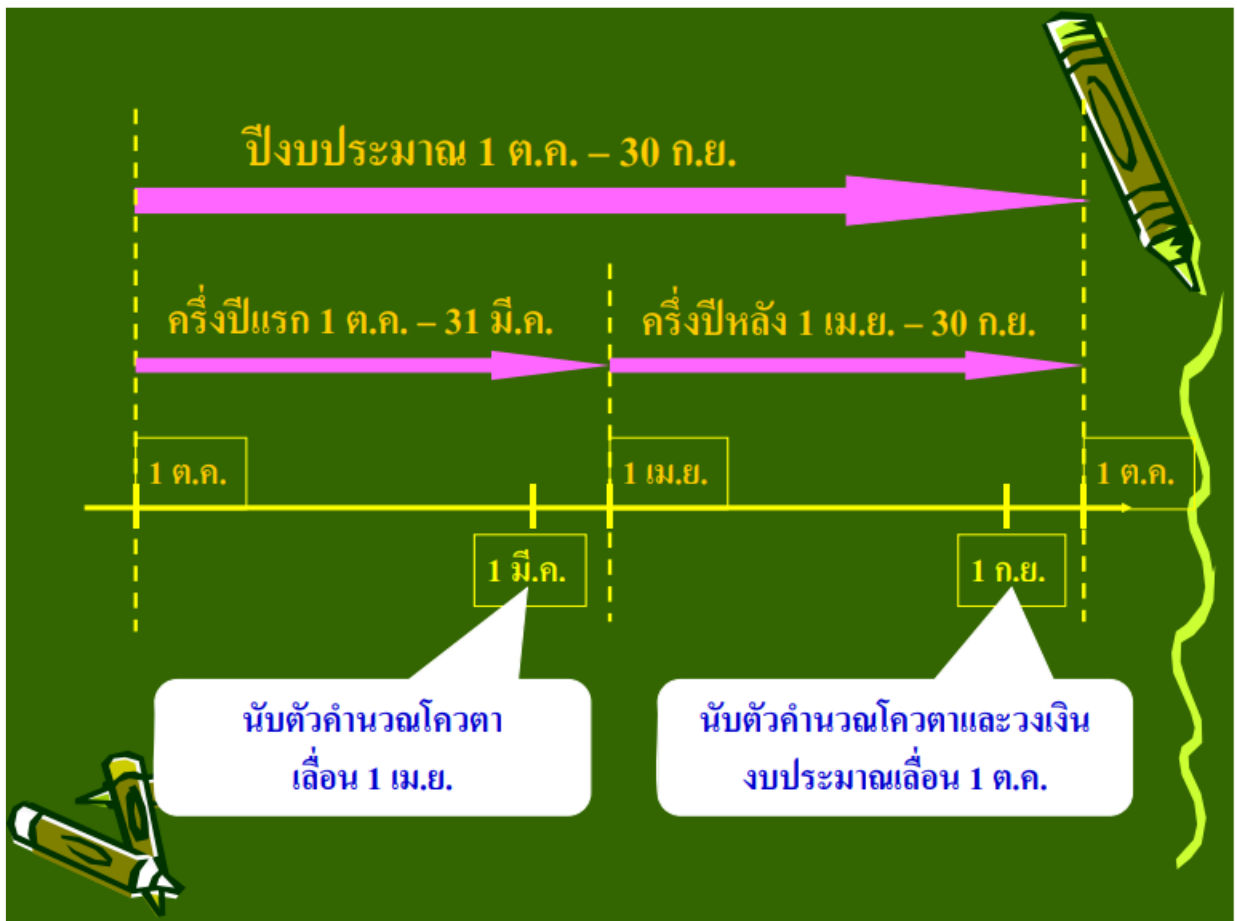 ปีงบประมาณ 1 ต.ค. – 30 ก.ย.
ครึ่งปีแรก 1 ต.ค. – 31 มี.ค.
ครึ่งปีหลัง 1 เม.ย. – 30 ก.ย.
1 ต.ค.
1 เม.ย.
1 ต.ค.
1 มี.ค.
1 ก.ย.
นับตัวคำนวณโควตา
เลื่อน 1 เม.ย.
นับตัวคำนวณโควตาและวงเงิน
งบประมาณเลื่อน 1 ต.ค.